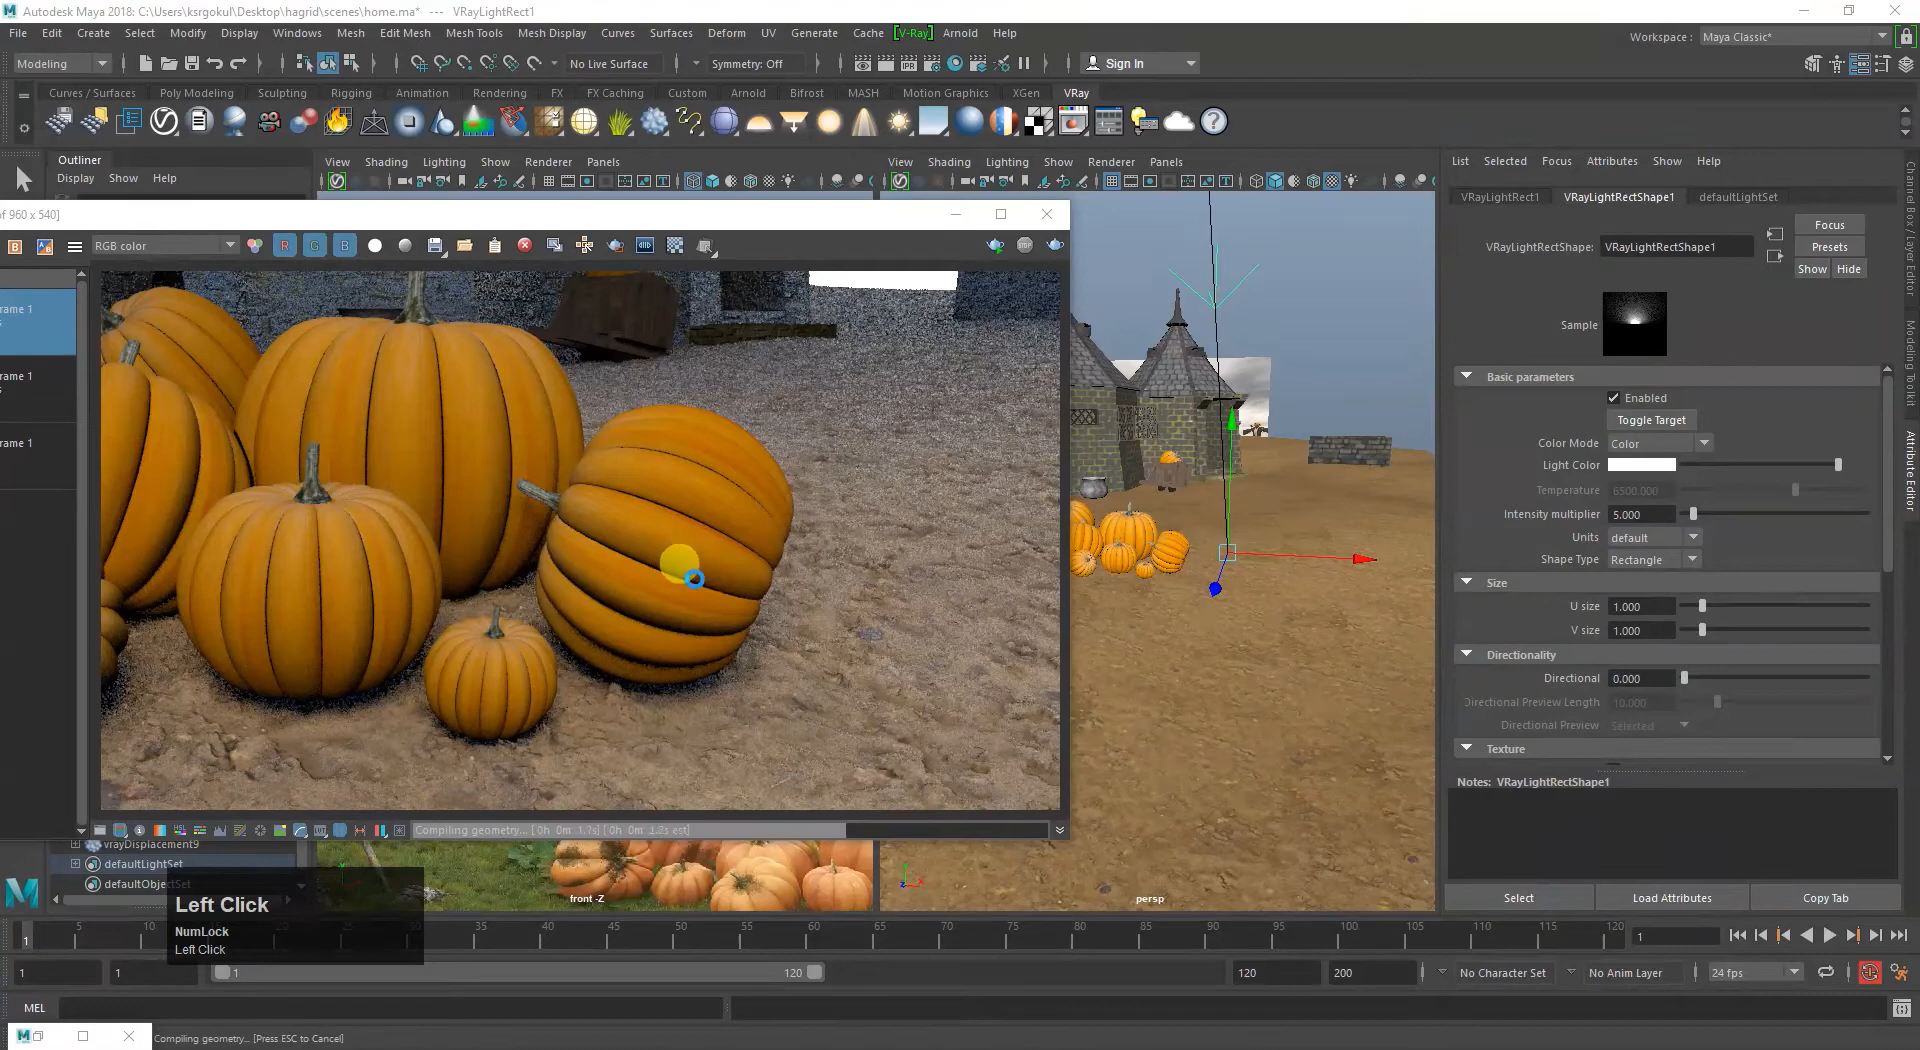 Autodesk Maya 2018: C:\Users\ksrgokul\Desktop\hagrid\scenes\home.ma* --- VRayLightRect1
File Edit Create Select Modify Display Windows Mesh Edit Mesh Mesh Tools Mesh Display Curves Surfaces Deform UV Generate Cache [V-Ray] Arnold Help
Workspace : Maya Classic*
Modeling No Live Surface Symmetry: Off Sign In
Curves / Surfaces Poly Modeling Sculpting Rigging Animation Rendering FX FX Caching Custom Arnold Bifrost MASH Motion Graphics XGen VRay
Outliner
Display Show Help
View Shading Lighting Show Renderer Panels
View Shading Lighting Show Renderer Panels
List Selected Focus Attributes Show Help
VRayLightRect1 VRayLightRectShape1 defaultLightSet
of 960 x 540]
RGB color R G B
rame 1
s
rame 1
s
rame 1
VRayLightRectShape: VRayLightRectShape1
Focus
Presets
Show Hide
Sample
Basic parameters
Enabled
Toggle Target
Color Mode Color
Light Color
Temperature 6500.000
Intensity multiplier 5.000
Units default
Shape Type Rectangle
Size
U size 1.000
V size 1.000
Directionality
Directional 0.000
Directional Preview Length 10.000
Directional Preview Selected
Texture
Notes: VRayLightRectShape1
Select Load Attributes Copy Tab
Channel Box / Layer Editor
Modeling Toolkit
Attribute Editor
Compiling geometry... [ 0h 0m 1.7s] [ 0h 0m 1.2s est]
vrayDisplacement9
defaultLightSet
defaultObjectSet
front -Z
persp
Left Click
NumLock
Left Click
1 5 10 35 40 45 50 55 60 65 70 75 80 85 90 95 100 105 110 115 120
1
1 1 1 120 120 200 No Character Set No Anim Layer 24 fps
MEL
Compiling geometry... [Press ESC to Cancel]